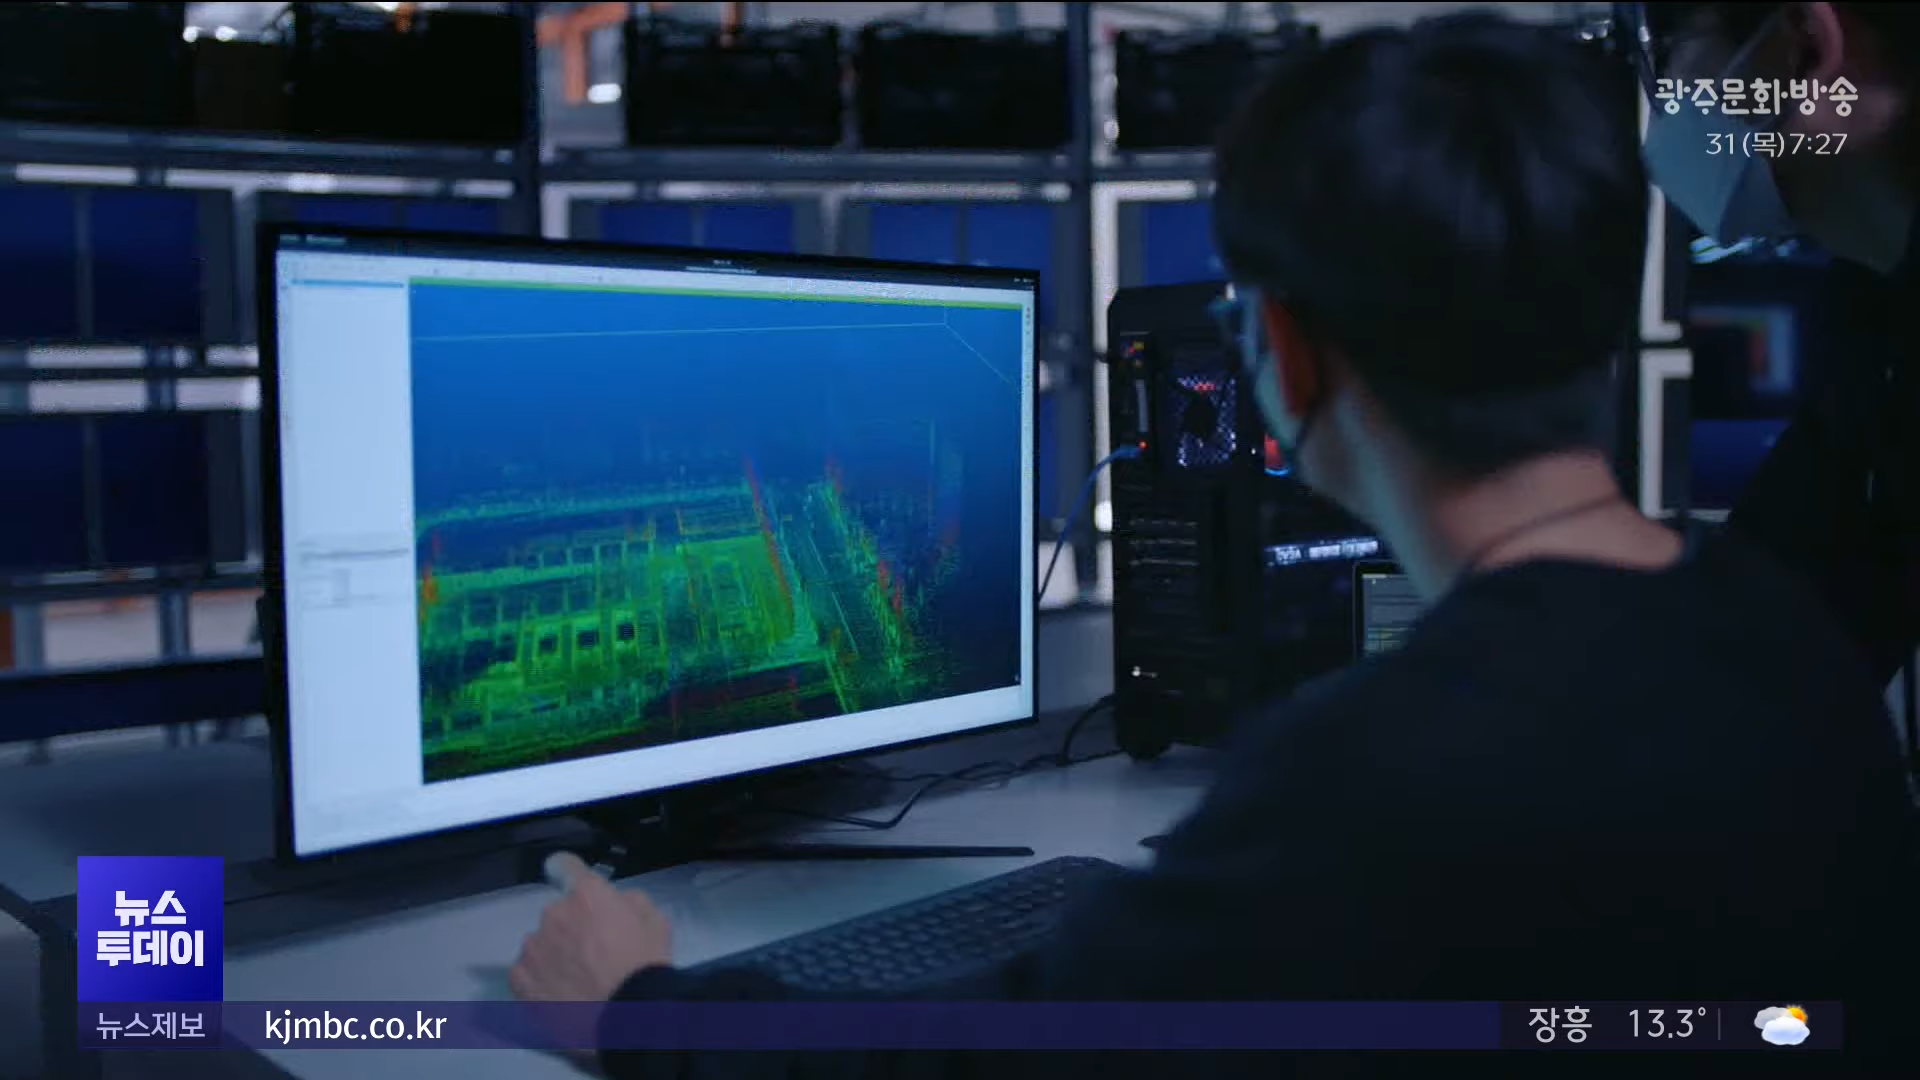 광주문화방송
31(목)7:27
뉴스
투데이
뉴스제보 kjmbc.co.kr 장흥 13.3°